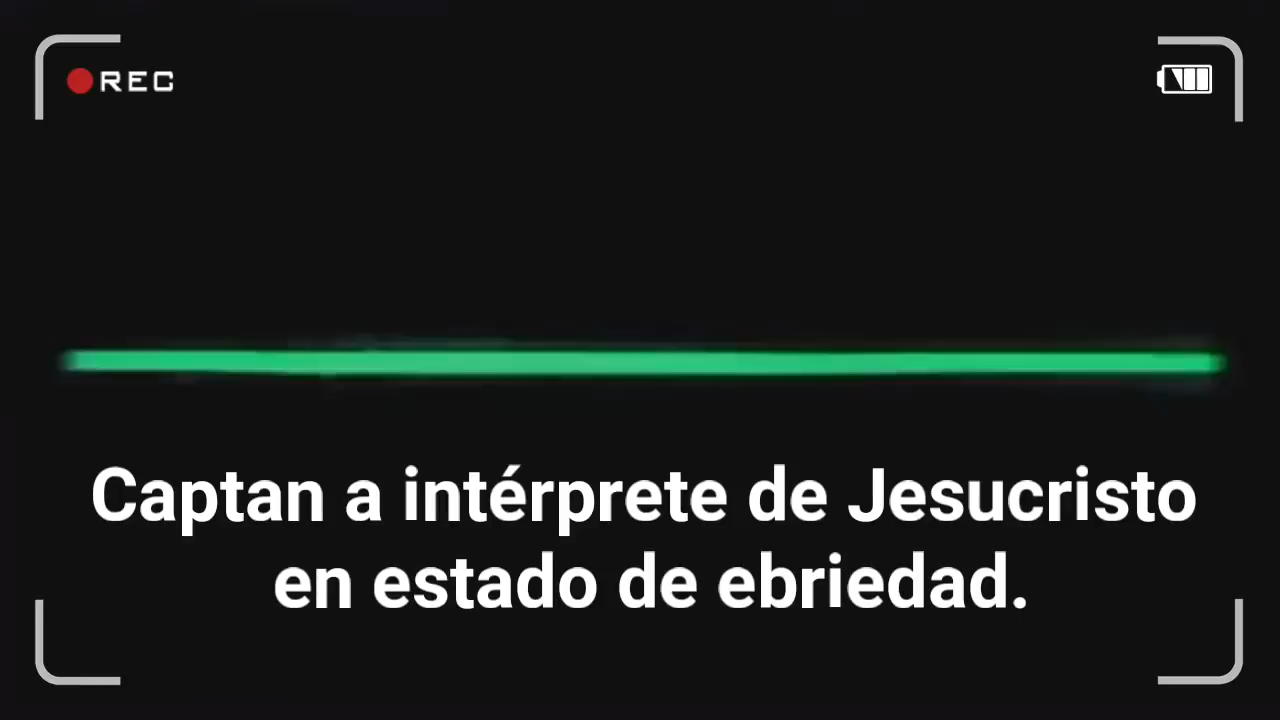 REC
Captan a intérprete de Jesucristo
en estado de ebriedad.